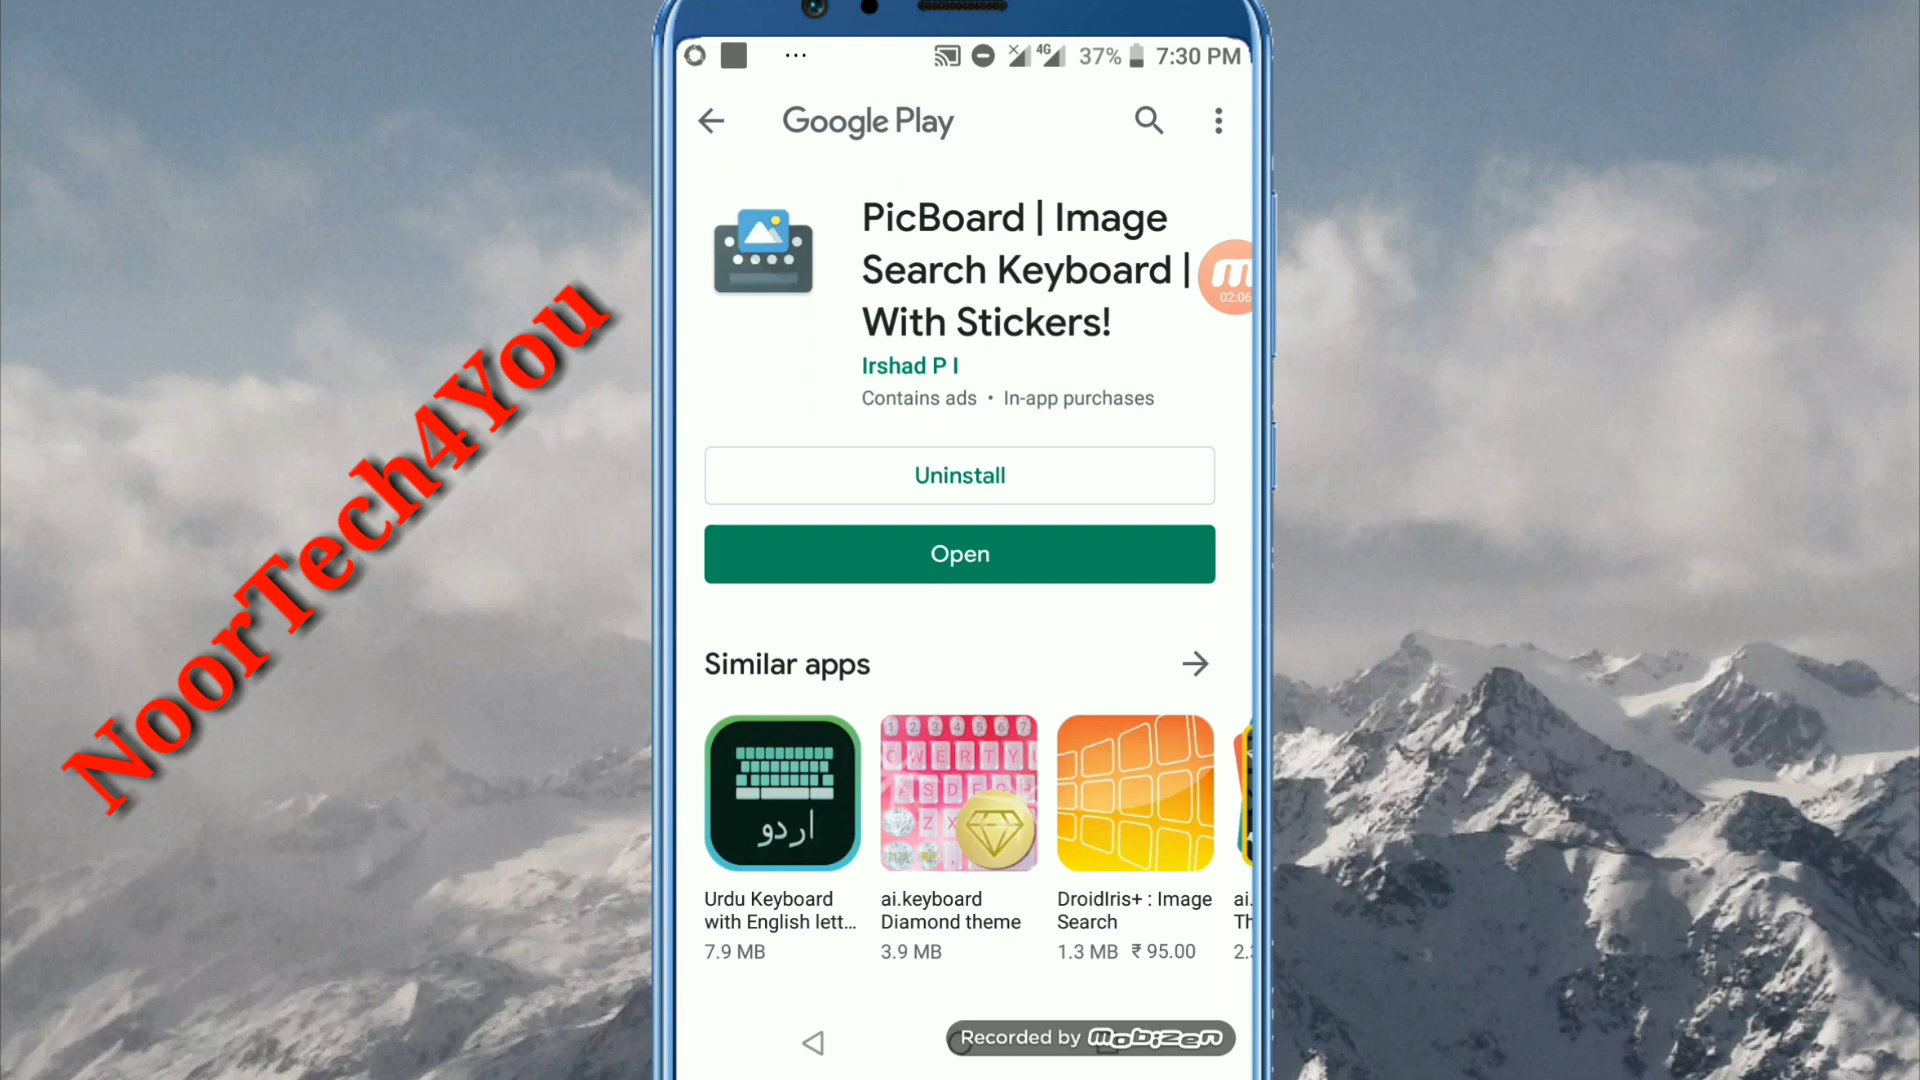 4G 37% 7:30 PM
Google Play
PicBoard | Image
Search Keyboard |
With Stickers!
02:06
Irshad P I
Contains ads • In-app purchases
Uninstall
Open
NoorTech4You
Similar apps
اردو
Urdu Keyboard
with English lett...
7.9 MB
ai.keyboard
Diamond theme
3.9 MB
DroidIris+ : Image
Search
1.3 MB ₹ 95.00
ai.
Recorded by mobizen